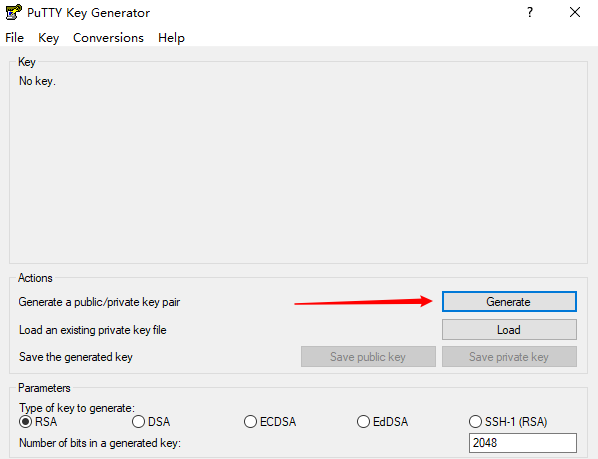 PuTTY Key Generator ?
File Key Conversions Help
Key
No key.
Actions
Generate a public/private key pair Generate
Load an existing private key file Load
Save the generated key Save public key Save private key
Parameters
Type of key to generate:
RSA DSA ECDSA EdDSA SSH-1 (RSA)
Number of bits in a generated key: 2048